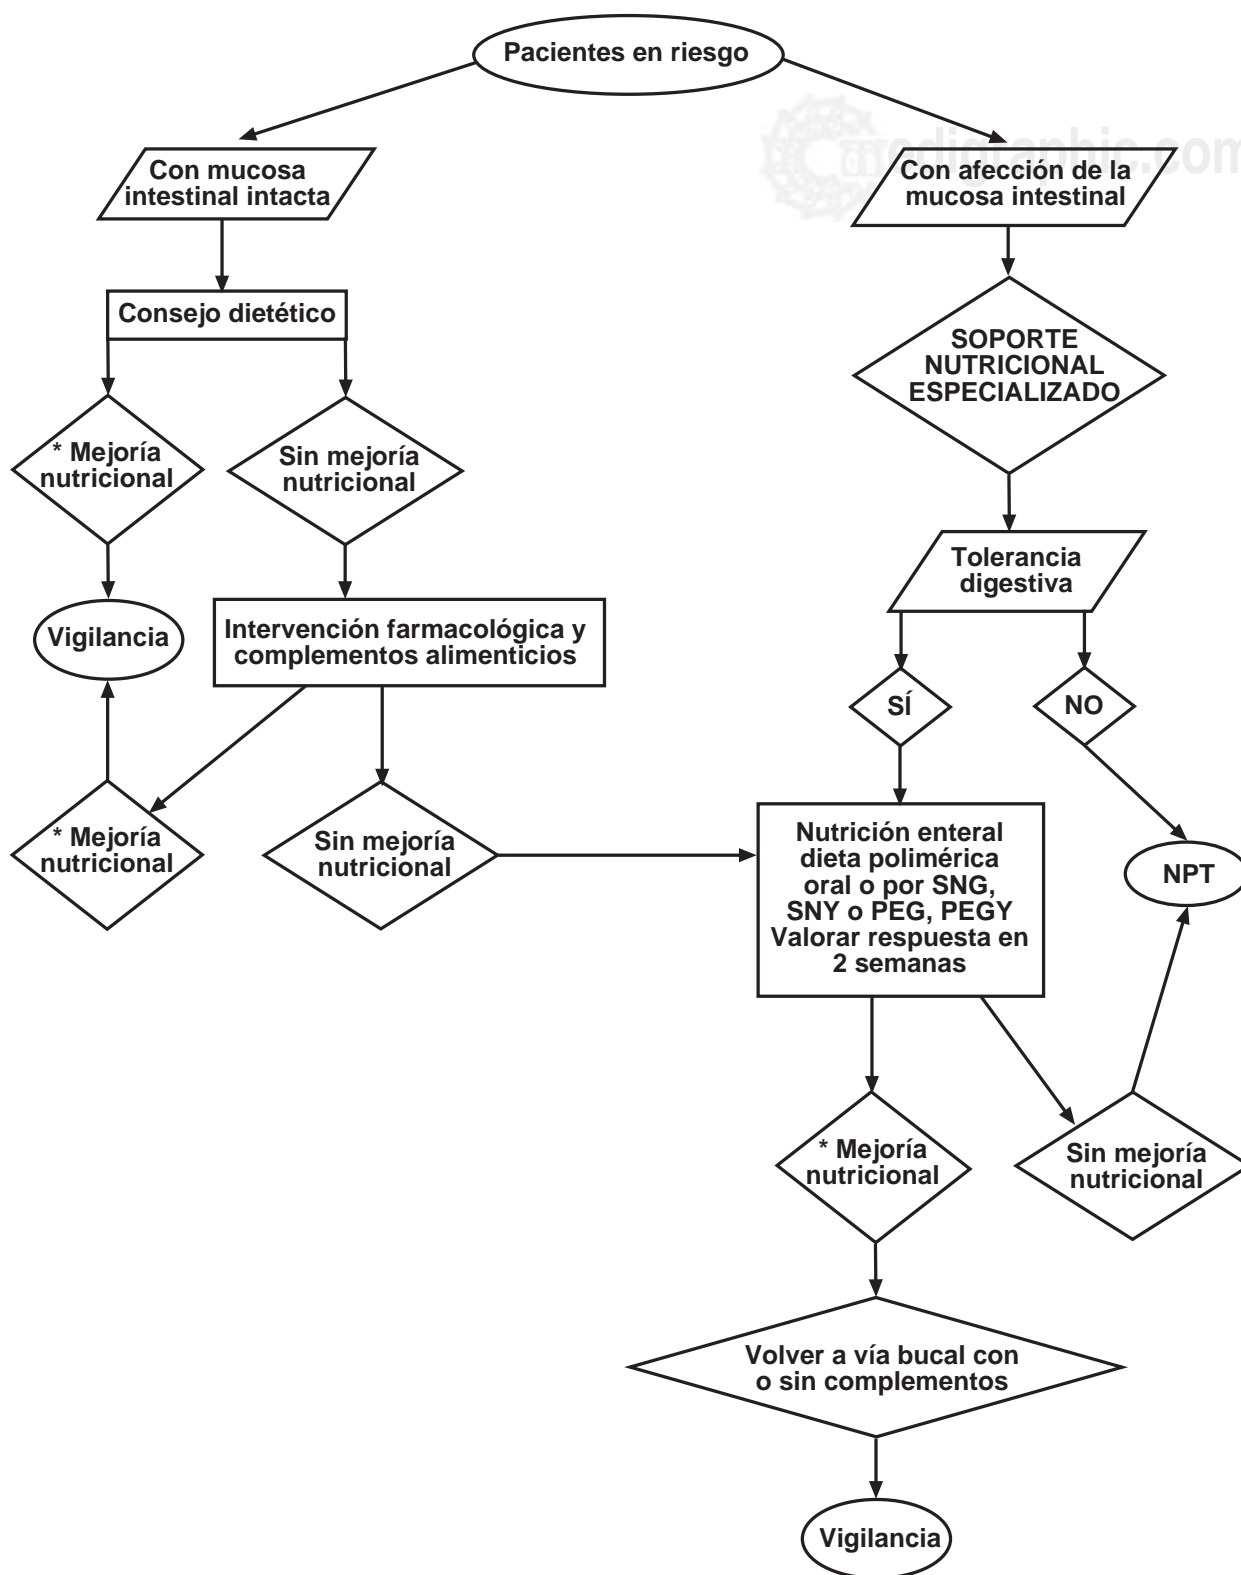 Pacientes en riesgo
medigraphic.com
Con mucosa
intestinal intacta
Con afección de la
mucosa intestinal
Consejo dietético
SOPORTE
NUTRICIONAL
ESPECIALIZADO
* Mejoría
nutricional
Sin mejoría
nutricional
Tolerancia
digestiva
Vigilancia
Intervención farmacológica y
complementos alimenticios
SÍ
NO
* Mejoría
nutricional
Sin mejoría
nutricional
Nutrición enteral
dieta polimérica
oral o por SNG,
SNY o PEG, PEGY
Valorar respuesta en
2 semanas
NPT
* Mejoría
nutricional
Sin mejoría
nutricional
Volver a vía bucal con
o sin complementos
Vigilancia